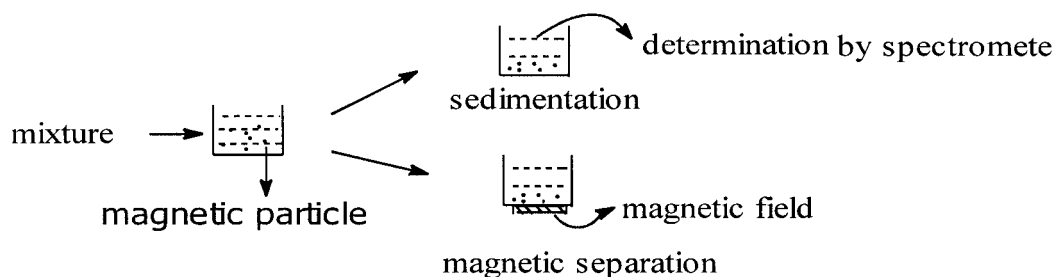 determination by spectromete
sedimentation
mixture
magnetic particle
magnetic field
magnetic separation